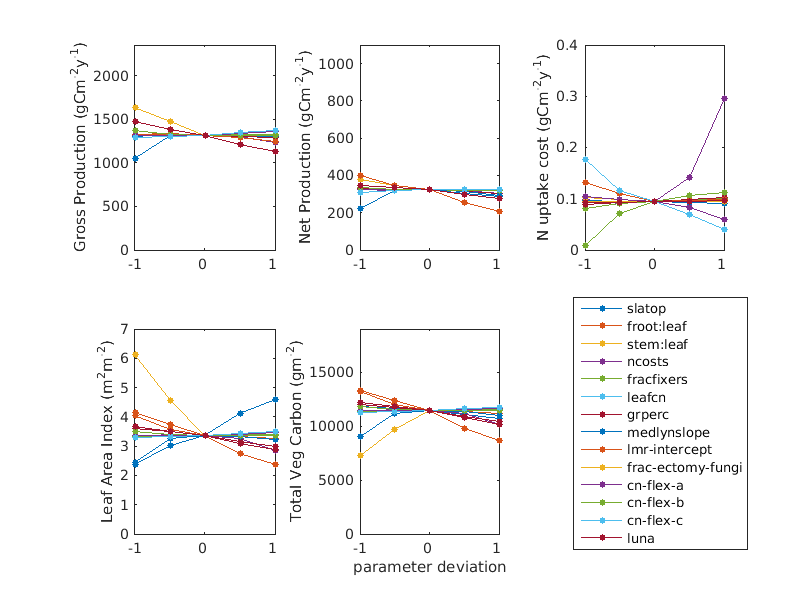 Gross Production (gCm⁻²y⁻¹)
2000
1500
1000
500
0
-1 0 1
Net Production (gCm⁻²y⁻¹)
1000
800
600
400
200
0
-1 0 1
N uptake cost (gCm⁻²y⁻¹)
0.4
0.3
0.2
0.1
0
-1 0 1
Leaf Area Index (m²m⁻²)
7
6
5
4
3
2
1
0
-1 0 1
Total Veg Carbon (gm⁻²)
15000
10000
5000
0
-1 0 1
parameter deviation
slatop
froot:leaf
stem:leaf
ncosts
fracfixers
leafcn
grperc
medlynslope
lmr-intercept
frac-ectomy-fungi
cn-flex-a
cn-flex-b
cn-flex-c
luna